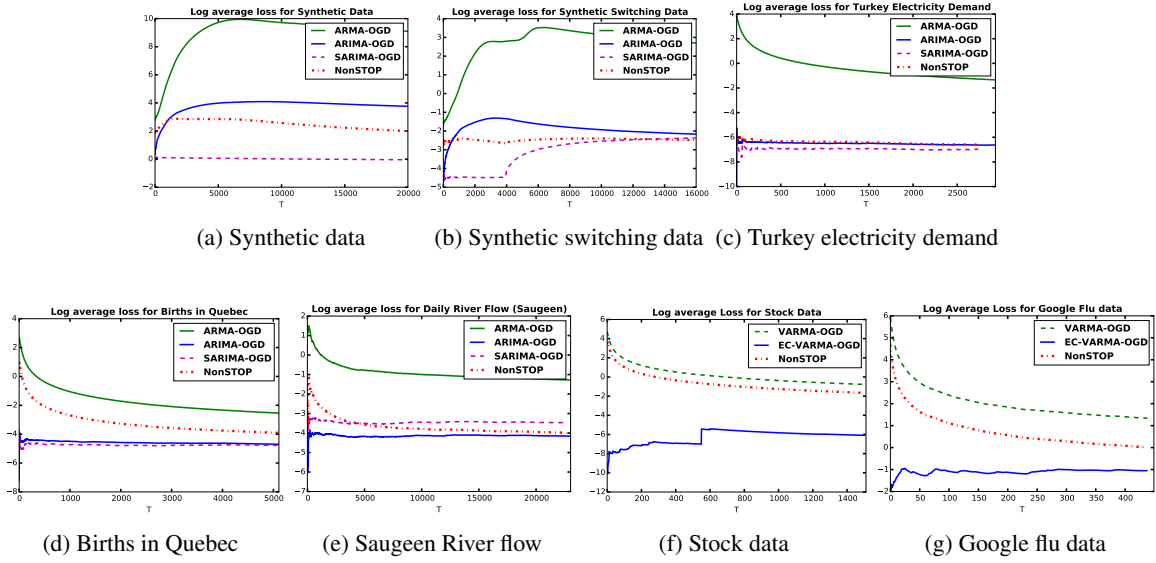 Log average loss for Synthetic Data
10
8
6
4
2
0
−2
0
5000
10000
15000
20000
T
ARMA-OGD
ARIMA-OGD
SARIMA-OGD
NonSTOP
(a) Synthetic data
Log average loss for Synthetic Switching Data
4
3
2
1
0
−1
−2
−3
−4
−5
0
2000
4000
6000
8000
10000
12000
14000
16000
T
ARMA-OGD
ARIMA-OGD
SARIMA-OGD
NonSTOP
(b) Synthetic switching data
Log average loss for Turkey Electricity Demand
4
2
0
−2
−4
−6
−8
−10
0
500
1000
1500
2000
2500
T
ARMA-OGD
ARIMA-OGD
SARIMA-OGD
NonSTOP
(c) Turkey electricity demand
Log average loss for Births in Quebec
4
2
0
−2
−4
−6
−8
0
1000
2000
3000
4000
5000
T
ARMA-OGD
ARIMA-OGD
SARIMA-OGD
NonSTOP
(d) Births in Quebec
Log average loss for Daily River Flow (Saugeen)
2
1
0
−1
−2
−3
−4
−5
−6
−7
0
5000
10000
15000
20000
T
ARMA-OGD
ARIMA-OGD
SARIMA-OGD
NonSTOP
(e) Saugeen River flow
Log average Loss for Stock Data
6
4
2
0
−2
−4
−6
−8
−10
−12
0
200
400
600
800
1000
1200
1400
T
VARMA-OGD
EC-VARMA-OGD
NonSTOP
(f) Stock data
Log Average Loss for Google Flu data
6
5
4
3
2
1
0
−1
−2
0
50
100
150
200
250
300
350
400
T
VARMA-OGD
EC-VARMA-OGD
NonSTOP
(g) Google flu data